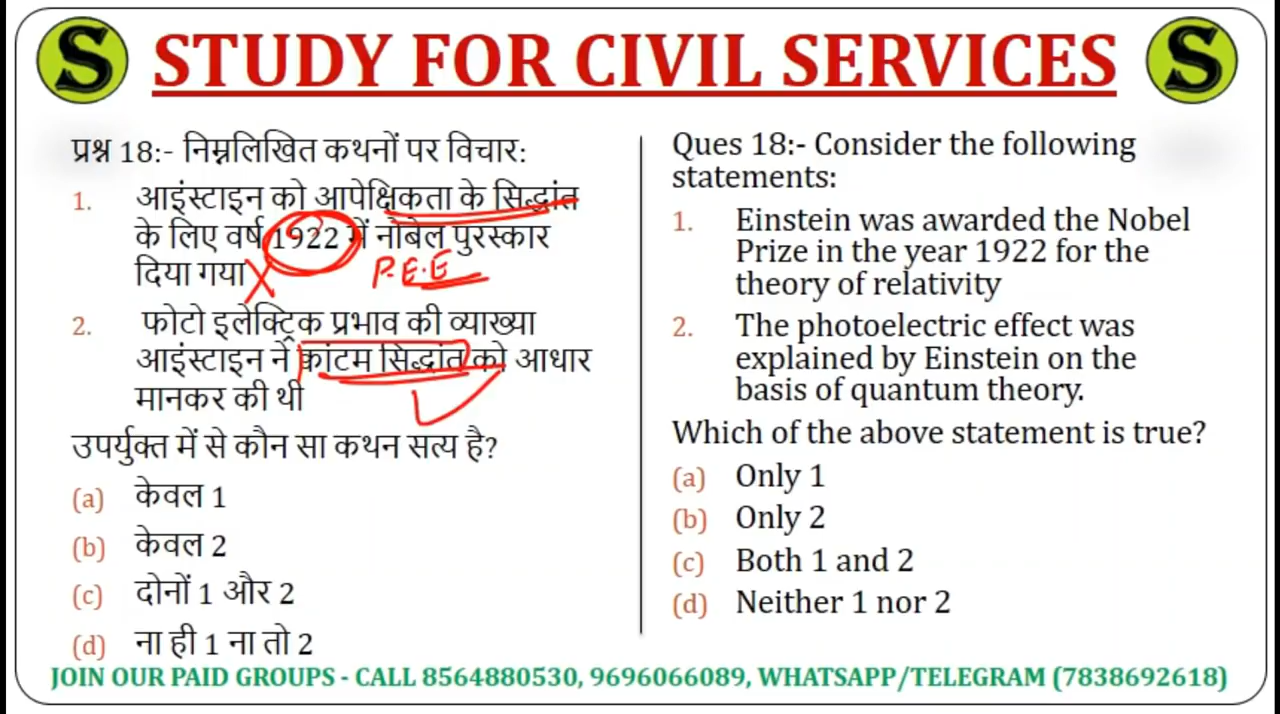 S STUDY FOR CIVIL SERVICES S
प्रश्न 18:- निम्नलिखित कथनों पर विचार:
1. आइंस्टाइन को आपेक्षिकता के सिद्धांत
के लिए वर्ष 1922 में नोबेल पुरस्कार
दिया गया
P.E.E
2. फोटो इलेक्ट्रिक प्रभाव की व्याख्या
आइंस्टाइन ने क्वांटम सिद्धांत को आधार
मानकर की थी
उपर्युक्त में से कौन सा कथन सत्य है?
(a) केवल 1
(b) केवल 2
(c) दोनों 1 और 2
(d) ना ही 1 ना तो 2
Ques 18:- Consider the following
statements:
1. Einstein was awarded the Nobel
Prize in the year 1922 for the
theory of relativity
2. The photoelectric effect was
explained by Einstein on the
basis of quantum theory.
Which of the above statement is true?
(a) Only 1
(b) Only 2
(c) Both 1 and 2
(d) Neither 1 nor 2
JOIN OUR PAID GROUPS - CALL 8564880530, 9696066089, WHATSAPP/TELEGRAM (7838692618)